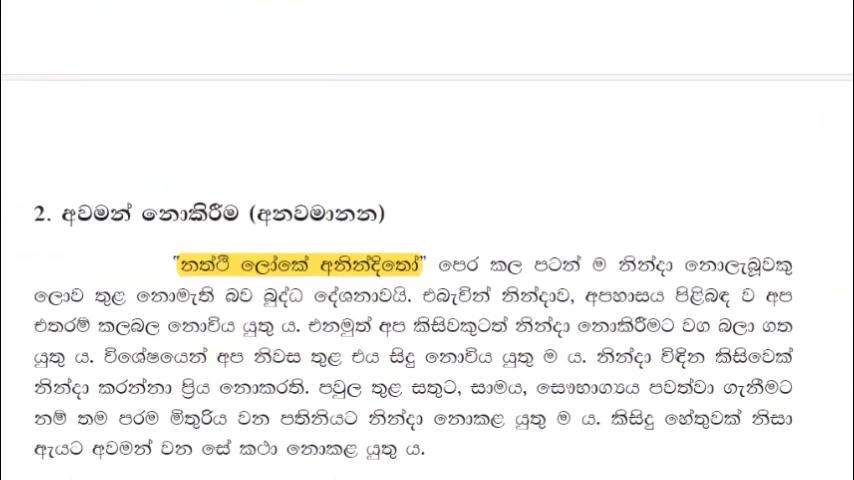 2. අවමන් නොකිරීම (අනවමානන)
"නත්ථි ලෝකේ අනින්දිතෝ" පෙර කල පටන් ම නින්දා නොලැබූවකු
ලොව තුළ නොමැති බව බුද්ධ දේශනාවයි. එබැවින් නින්දාව, අපහාසය පිළිබඳ ව අප
එතරම් කලබල නොවිය යුතු ය. එනමුත් අප කිසිවකුටත් නින්දා නොකිරීමට වග බලා ගත
යුතු ය. විශේෂයෙන් අප නිවස තුළ එය සිදු නොවිය යුතු ම ය. නින්දා විඳින කිසිවෙක්
නින්දා කරන්නා ප්‍රිය නොකරති. පවුල තුළ සතුට, සාමය, සෞභාග්‍යය පවත්වා ගැනීමට
නම් තම පරම මිතුරිය වන පතිනියට නින්දා නොකළ යුතු ම ය. කිසිදු හේතුවක් නිසා
ඇයට අවමන් වන සේ කථා නොකළ යුතු ය.